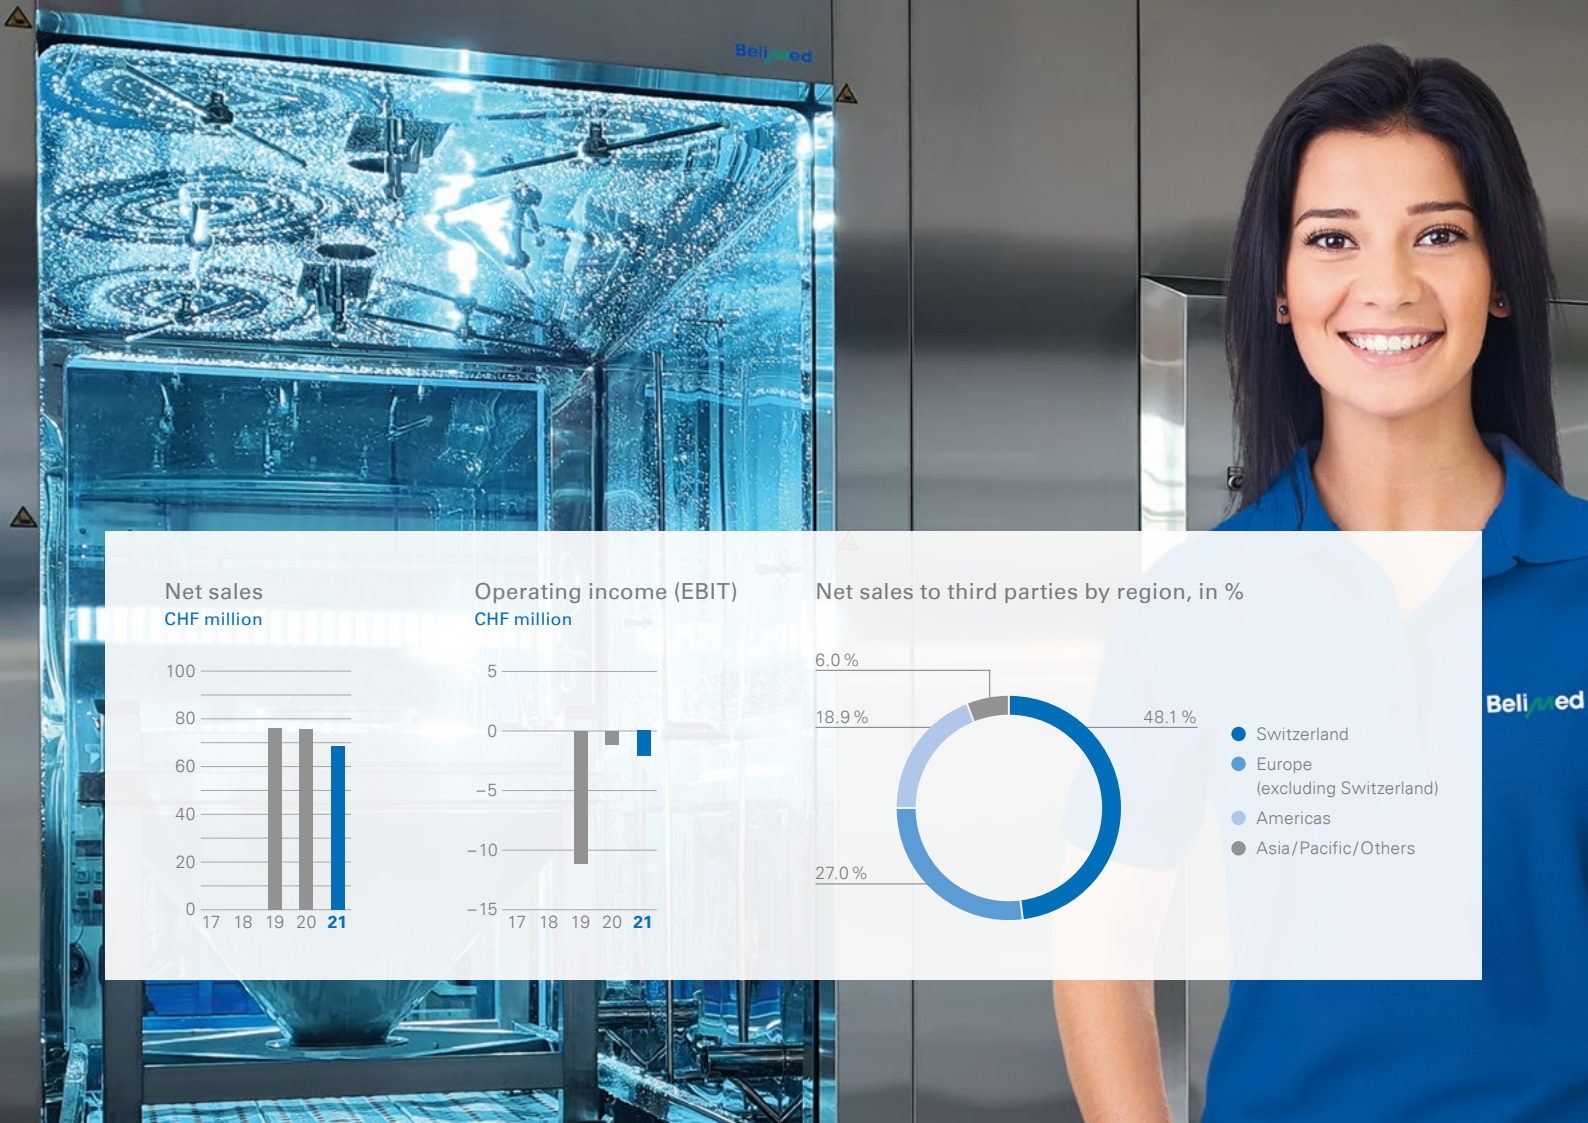 Belimed
Net sales
CHF million
100
80
60
40
20
0
17 18 19 20 21
Operating income (EBIT)
CHF million
5
0
–5
–10
–15
17 18 19 20 21
Net sales to third parties by region, in %
6.0 %
18.9 %
48.1 %
27.0 %
Switzerland
Europe
(excluding Switzerland)
Americas
Asia/Pacific/Others
Belimed